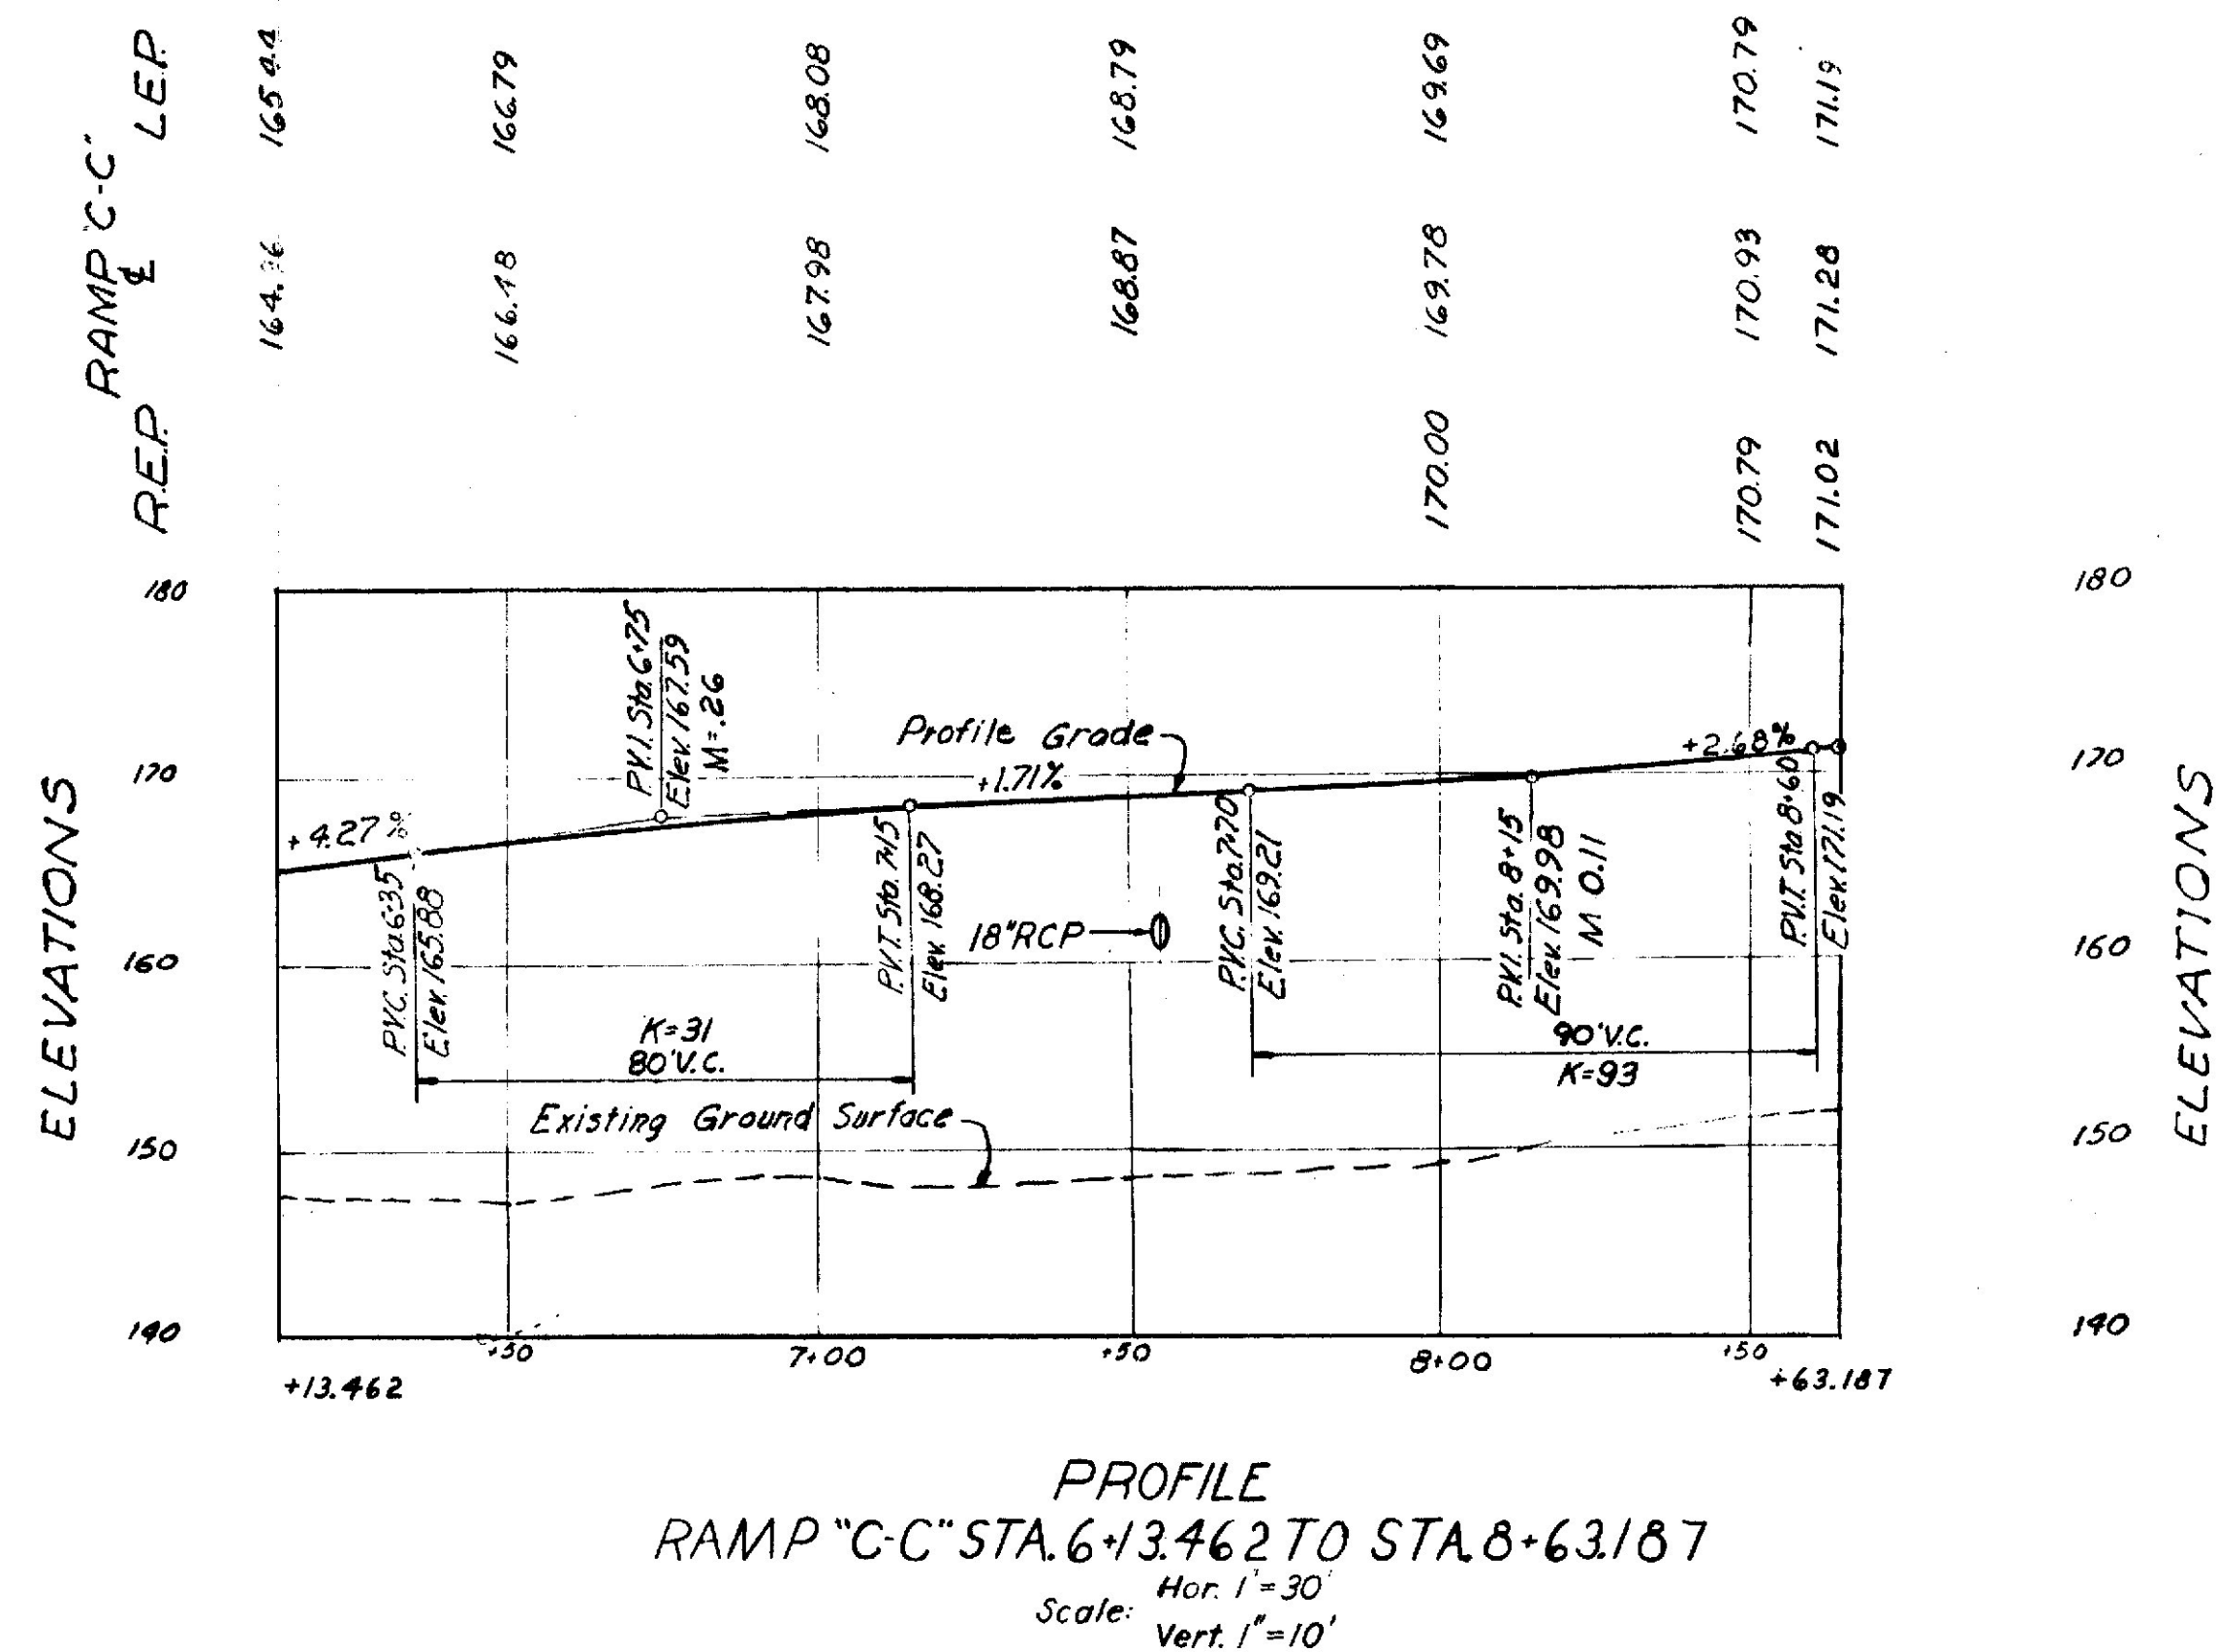 RAMP "C-C"
L.E.P.
℄
R.E.P.
166.79
168.08
168.79
169.69
170.79
171.19
166.48
167.98
168.87
169.78
170.93
171.28
170.00
170.79
171.02
ELEVATIONS
180
170
160
150
140
180
170
160
150
140
ELEVATIONS
P.V.I. Sta. 6+75
Elev. 167.59
M=.26
Profile Grade
+1.71%
+2.68%
+4.27%
P.V.C. Sta. 6+35
Elev. 165.88
P.V.T. Sta. 7+15
Elev. 168.27
18"RCP
P.V.C. Sta. 7+70
Elev. 169.21
P.V.I. Sta. 8+15
Elev. 169.98
M 0.11
P.V.T. Sta. 8+60
Elev. 171.19
K=31
80'V.C.
90'V.C.
K=93
Existing Ground Surface
+13.462
+50
7+00
+50
8+00
+50
+63.187
PROFILE
RAMP "C-C" STA. 6+13.462 TO STA. 8+63.187
Scale: Hor. 1"=30'
Vert. 1"=10'